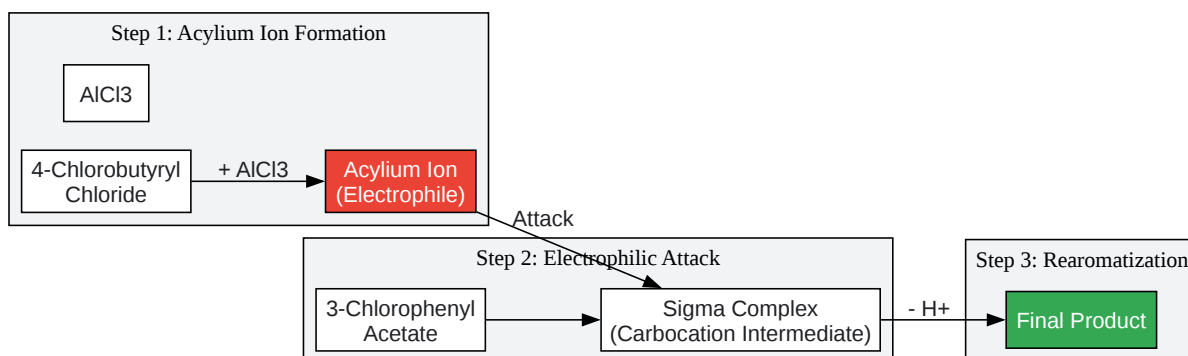 Step 1: Acylium Ion Formation
AlCl3
4-Chlorobutyryl
Chloride
+ AlCl3
Acylium Ion
(Electrophile)
Attack
Step 2: Electrophilic Attack
3-Chlorophenyl
Acetate
Sigma Complex
(Carbocation Intermediate)
- H+
Step 3: Rearomatization
Final Product